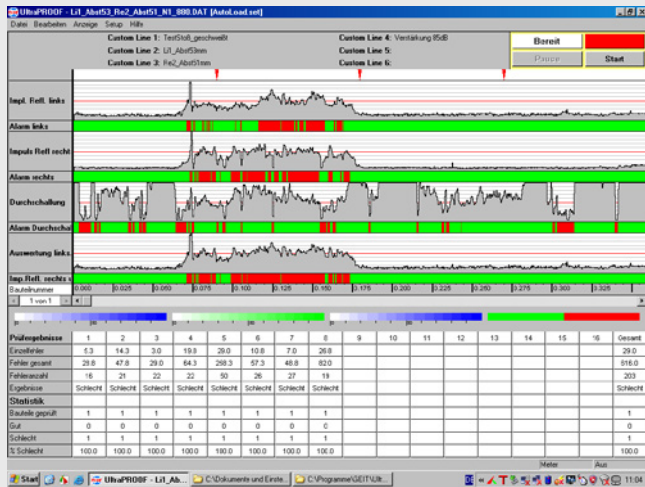 UltraPROOF - Li1_Abst53_Re2_Abst51_N1_800.DAT [AutoLoad.set]
Datei Bearbeiten Anzeige Setup Hilfe
Custom Line 1: TestStoß_geschweißt Custom Line 4: Verstärkung 85dB
Custom Line 2: Li1_Abst53mm Custom Line 5:
Custom Line 3: Re2_Abst51mm Custom Line 6:
Bereit
Pause Start
Impl. Refl. links
Alarm links
Impuls Refl recht
Alarm rechts
Durchschallung
Alarm Durchschal
Auswertung links.
Imp.Refl. rechts
Bauteilnummer 0.000 0.025 0.050 0.075 0.100 0.125 0.150 0.175 0.200 0.225 0.250 0.275 0.300 0.325
1 von 1
Prüfergebnisse 1 2 3 4 5 6 7 8 9 10 11 12 13 14 15 16 Gesamt
Einzelfehler 5.3 14.3 3.0 19.8 29.0 10.8 7.0 26.8 29.0
Fehler gesamt 28.8 47.8 29.0 64.3 258.3 57.3 48.8 82.0 616.0
Fehleranzahl 16 21 22 22 50 26 27 19 203
Ergebnisse Schlecht Schlecht Schlecht Schlecht Schlecht Schlecht Schlecht Schlecht Schlecht
Statistik
Bauteile geprüft 1 1 1 1 1 1 1 1 1
Gut 0 0 0 0 0 0 0 0 0
Schlecht 1 1 1 1 1 1 1 1 1
% Schlecht 100.0 100.0 100.0 100.0 100.0 100.0 100.0 100.0 100.0
Meter Aus
Start UltraPROOF - Li1_Ab... C:\Dokumente und Einste... C:\Programme\GEIT\Ultr... DE 11:04